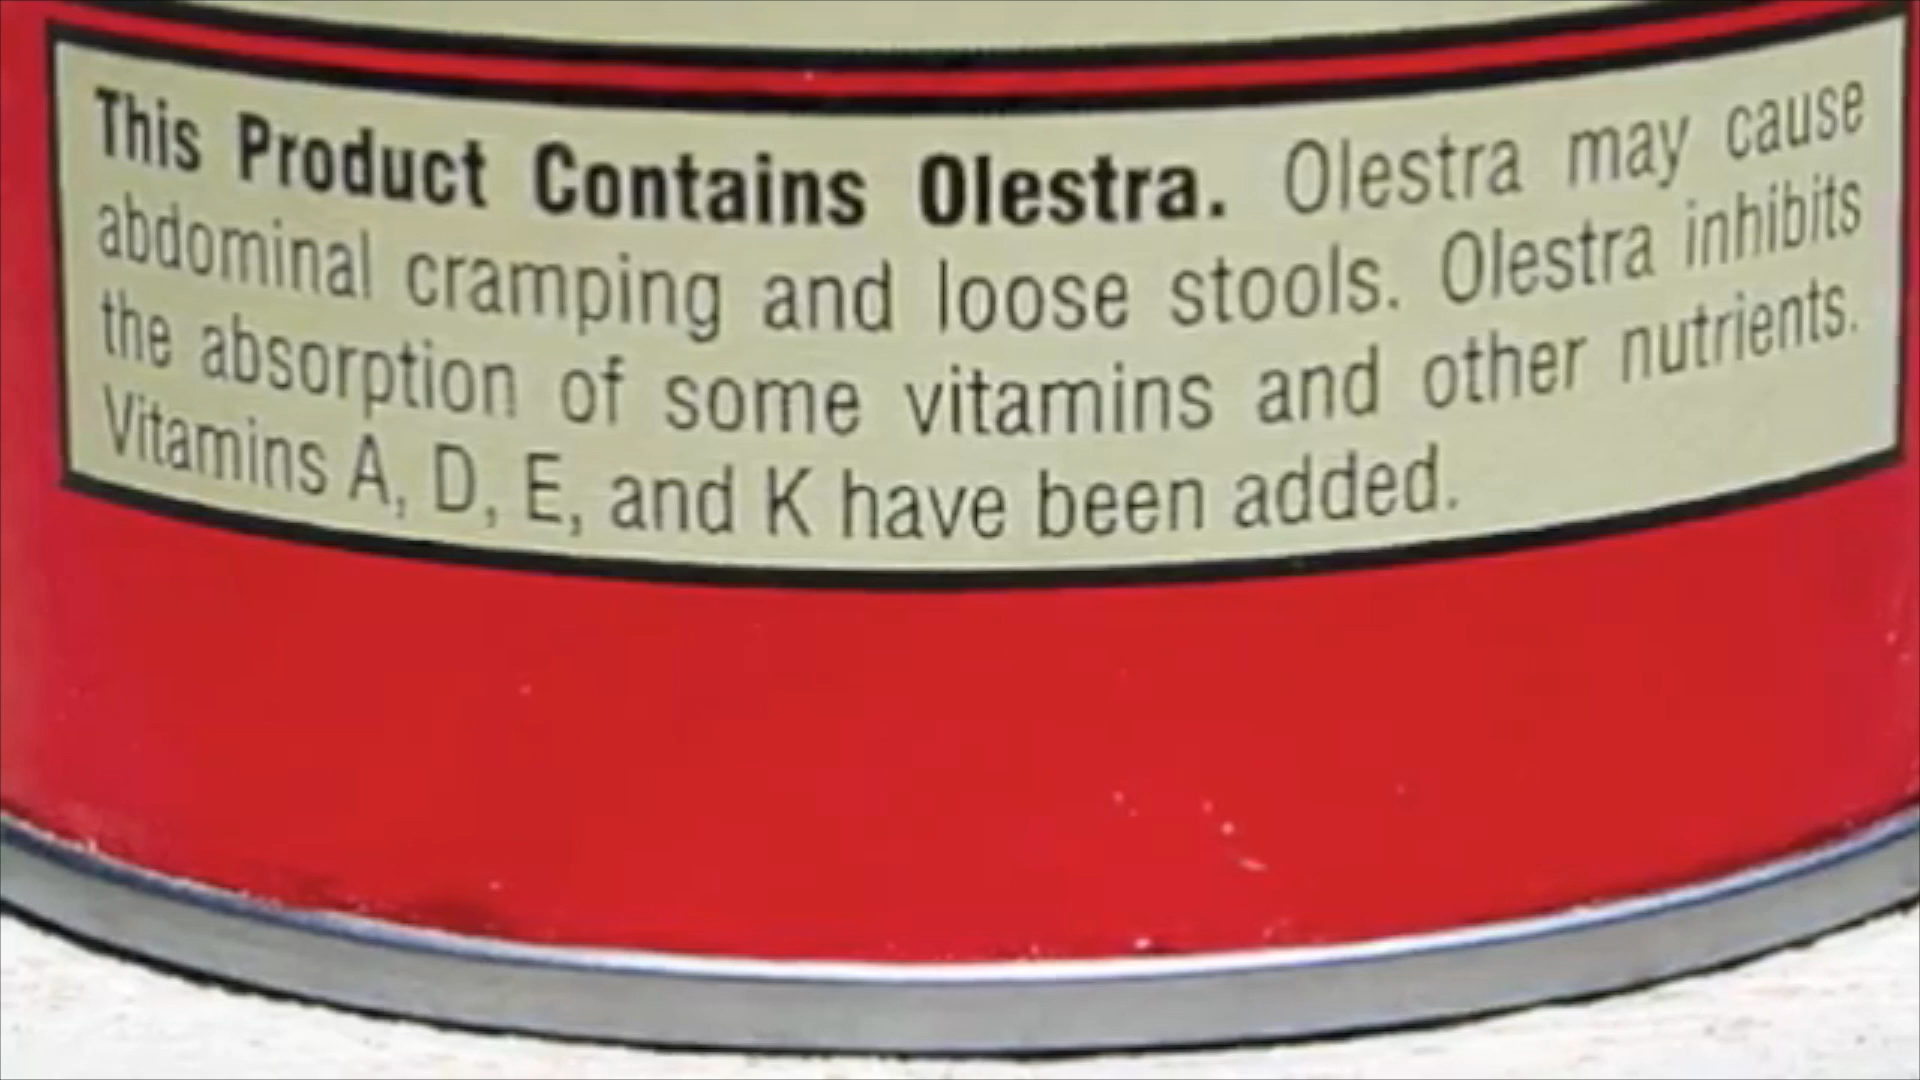 This Product Contains Olestra. Olestra may cause
abdominal cramping and loose stools. Olestra inhibits
the absorption of some vitamins and other nutrients.
Vitamins A, D, E, and K have been added.